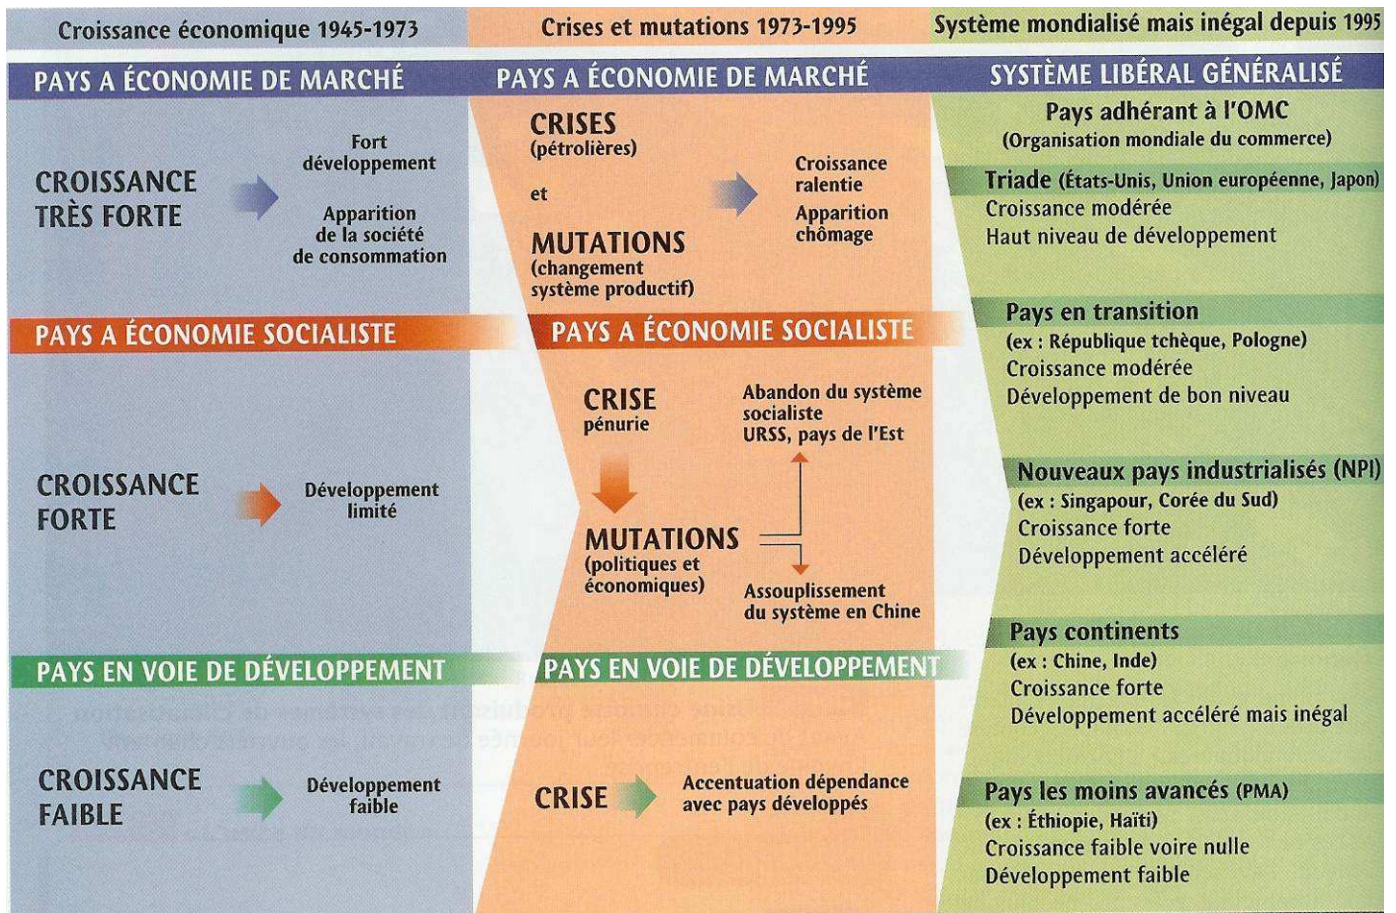 Croissance économique 1945-1973
Crises et mutations 1973-1995
Système mondialisé mais inégal depuis 1995
PAYS A ÉCONOMIE DE MARCHÉ
CROISSANCE
TRÈS FORTE
Fort
développement
Apparition
de la société
de consommation
PAYS A ÉCONOMIE SOCIALISTE
CROISSANCE
FORTE
Développement
limité
PAYS EN VOIE DE DÉVELOPPEMENT
CROISSANCE
FAIBLE
Développement
faible
PAYS A ÉCONOMIE DE MARCHÉ
CRISES
(pétrolières)
et
MUTATIONS
(changement
système productif)
Croissance
ralentie
Apparition
chômage
PAYS A ÉCONOMIE SOCIALISTE
CRISE
pénurie
MUTATIONS
(politiques et
économiques)
Abandon du système
socialiste
URSS, pays de l'Est
Assouplissement
du système en Chine
PAYS EN VOIE DE DÉVELOPPEMENT
CRISE
Accentuation dépendance
avec pays développés
SYSTÈME LIBÉRAL GÉNÉRALISÉ
Pays adhérant à l'OMC
(Organisation mondiale du commerce)
Triade (États-Unis, Union européenne, Japon)
Croissance modérée
Haut niveau de développement
Pays en transition
(ex : République tchèque, Pologne)
Croissance modérée
Développement de bon niveau
Nouveaux pays industrialisés (NPI)
(ex : Singapour, Corée du Sud)
Croissance forte
Développement accéléré
Pays continents
(ex : Chine, Inde)
Croissance forte
Développement accéléré mais inégal
Pays les moins avancés (PMA)
(ex : Éthiopie, Haïti)
Croissance faible voire nulle
Développement faible